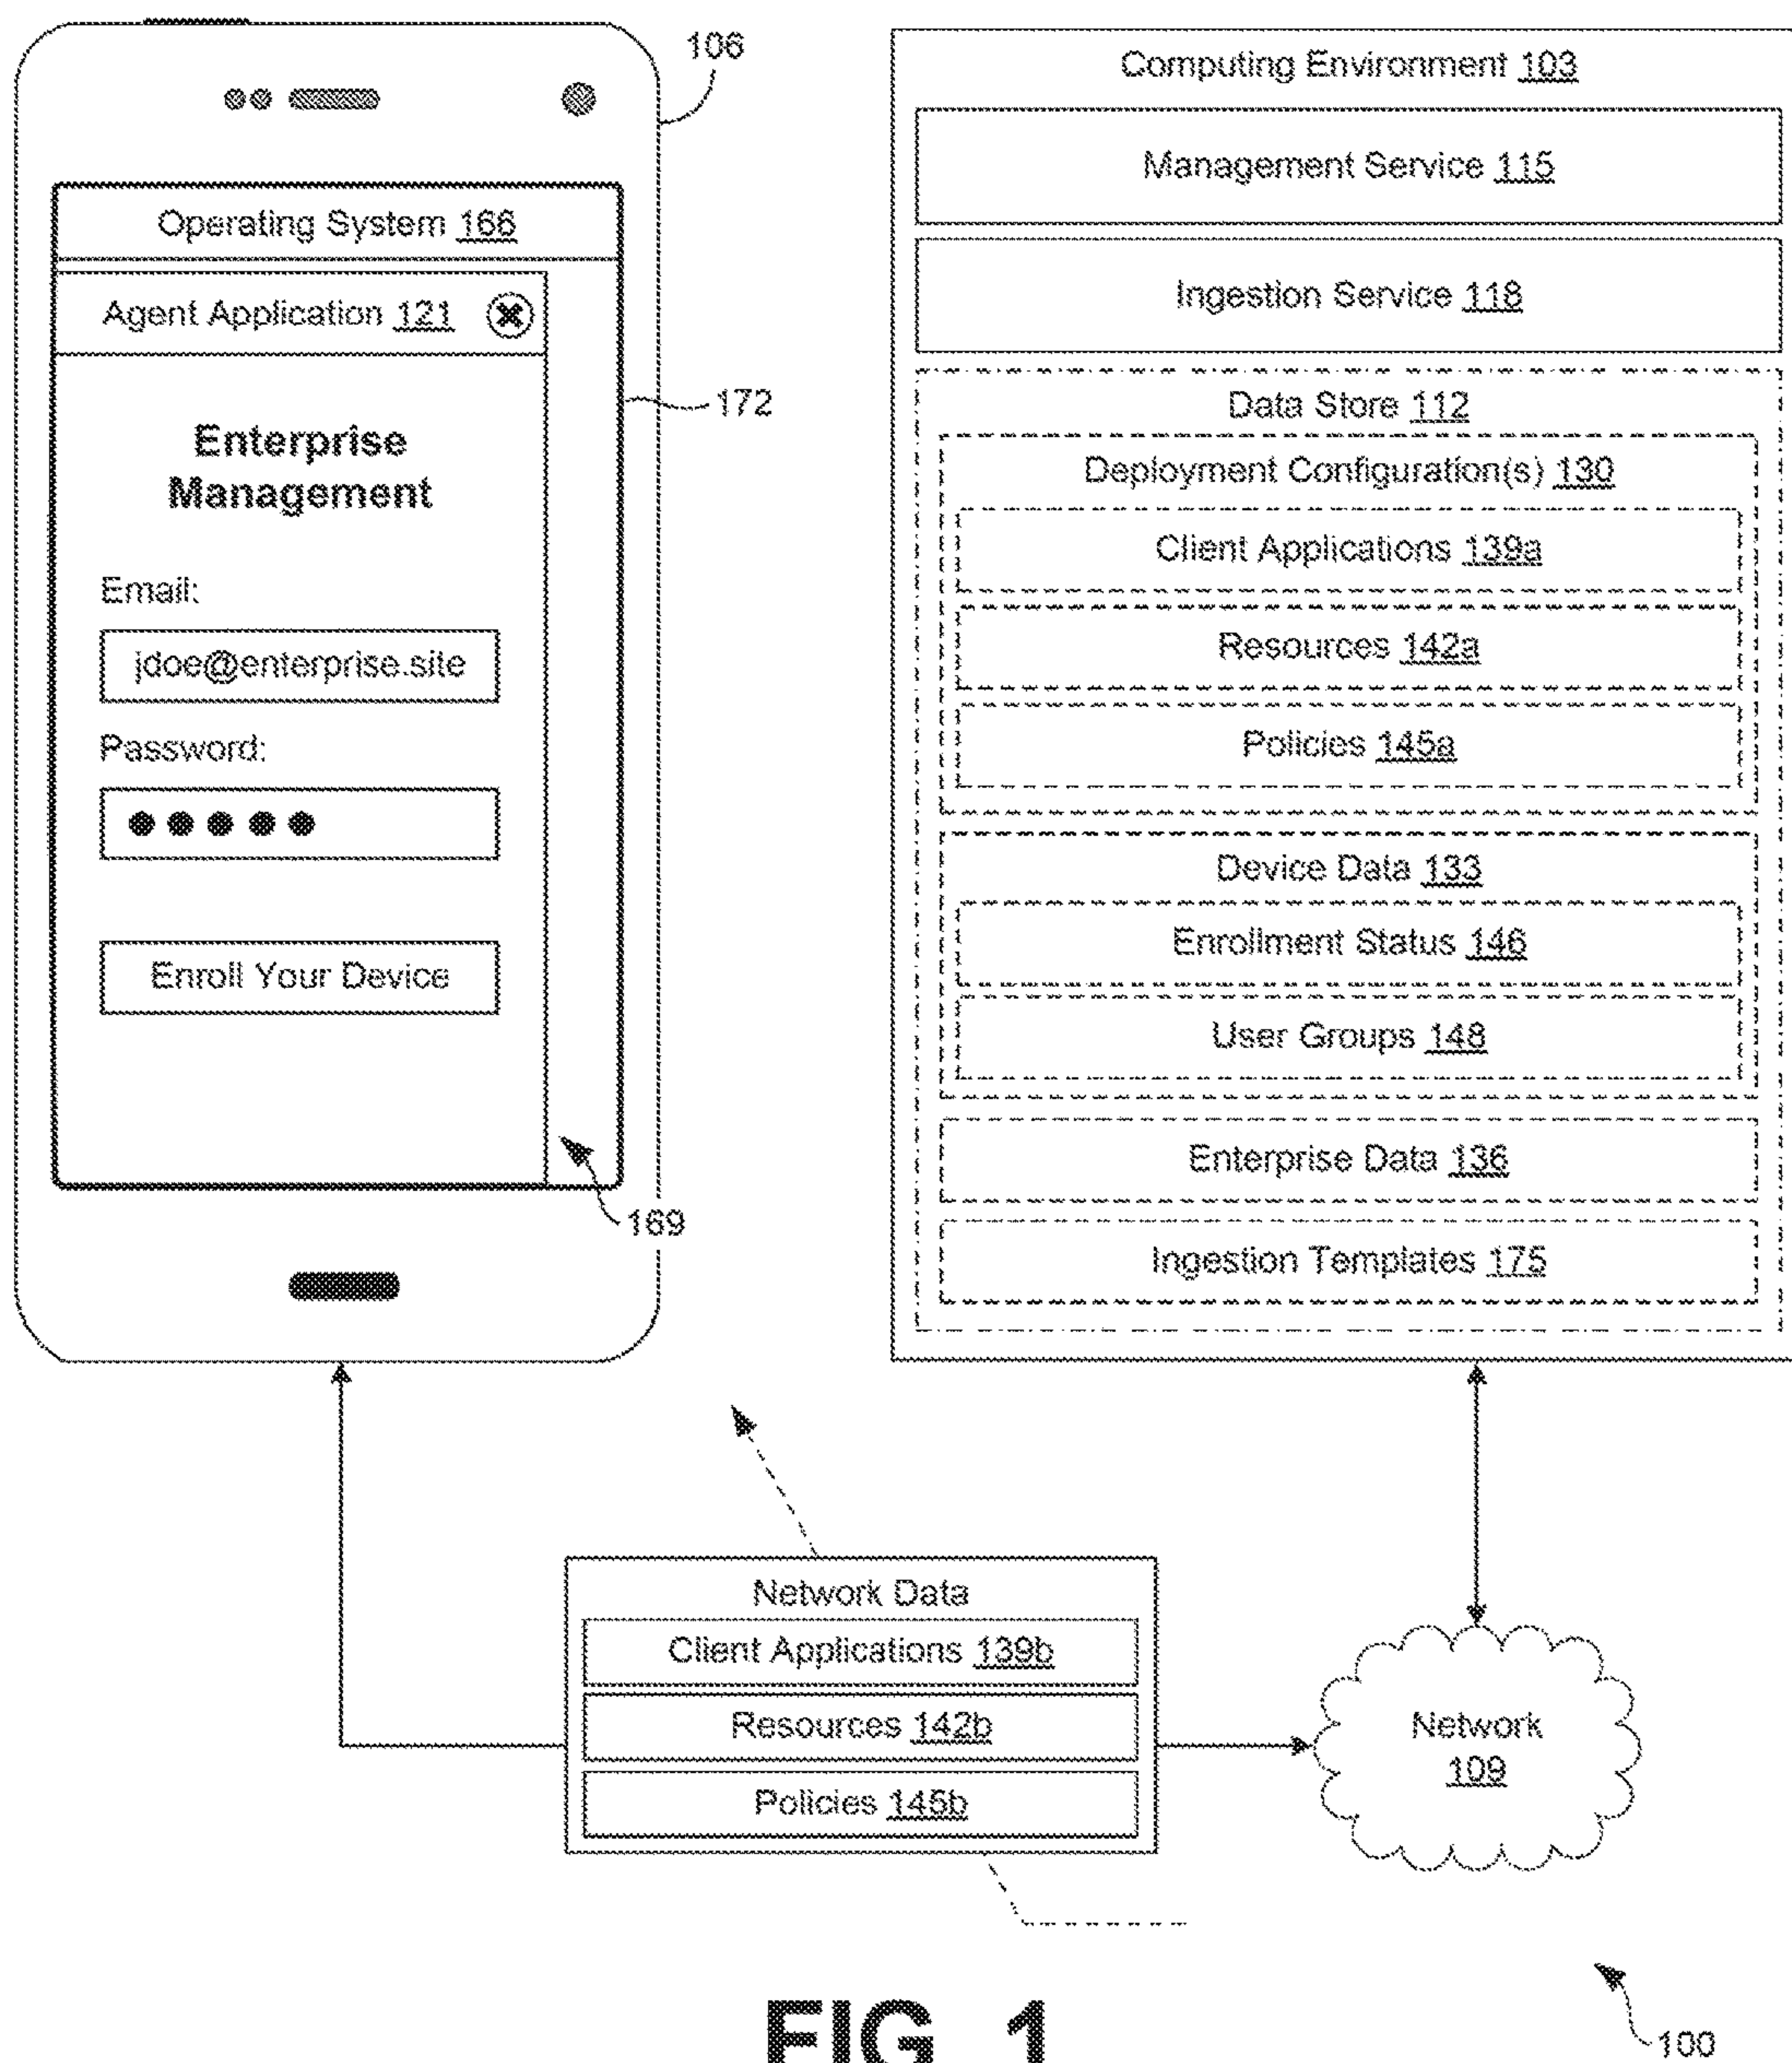 106
Operating System 166
Agent Application 121
172
Enterprise
Management
Email:
jdoe@enterprise.site
Password:
Enroll Your Device
169
Computing Environment 103
Management Service 115
Ingestion Service 118
Data Store 112
Deployment Configuration(s) 130
Client Applications 139a
Resources 142a
Policies 145a
Device Data 133
Enrollment Status 146
User Groups 148
Enterprise Data 136
Ingestion Templates 175
Network Data
Client Applications 139b
Resources 142b
Policies 145b
Network
109
100
FIG. 1